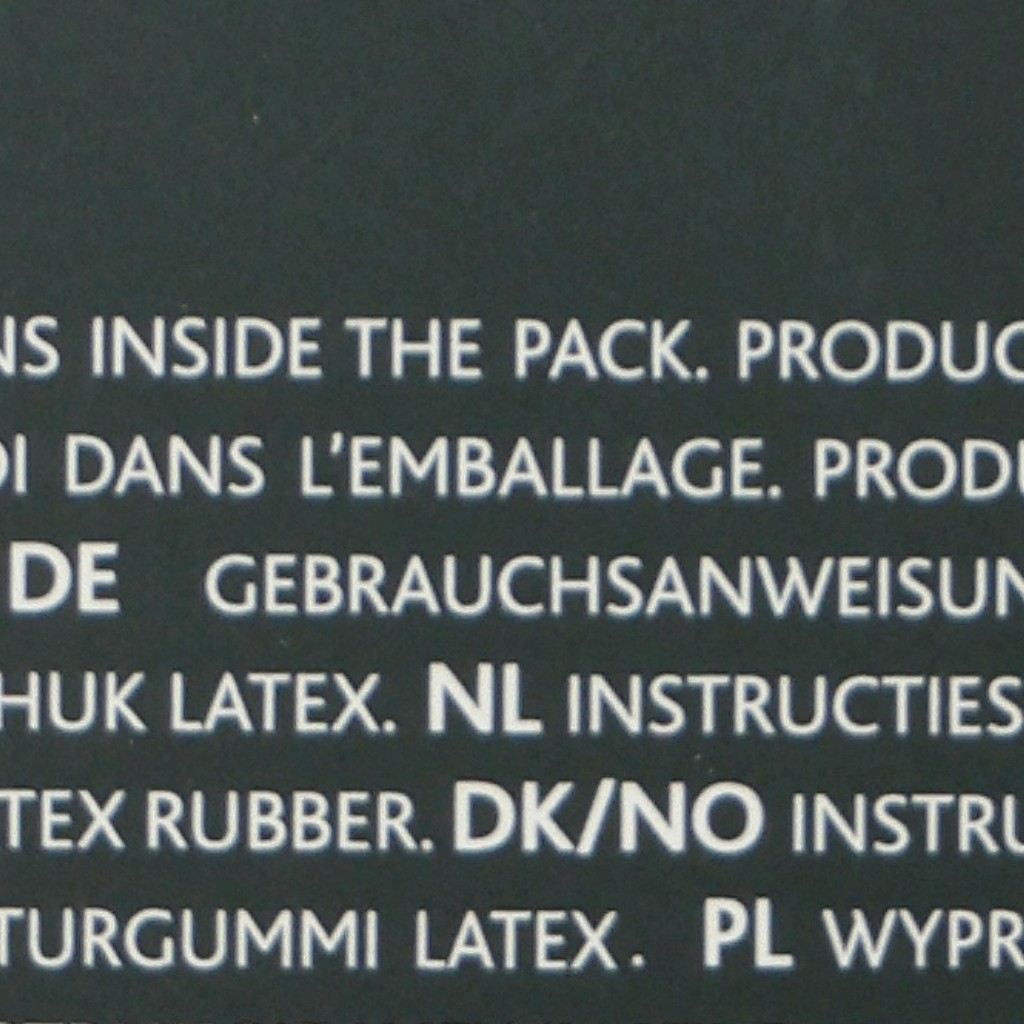 NS INSIDE THE PACK. PRODUC
OI DANS L'EMBALLAGE. PRODU
DE GEBRAUCHSANWEISUN
HUK LATEX. NL INSTRUCTIES
TEX RUBBER. DK/NO INSTRU
TURGUMMI LATEX. PL WYPR